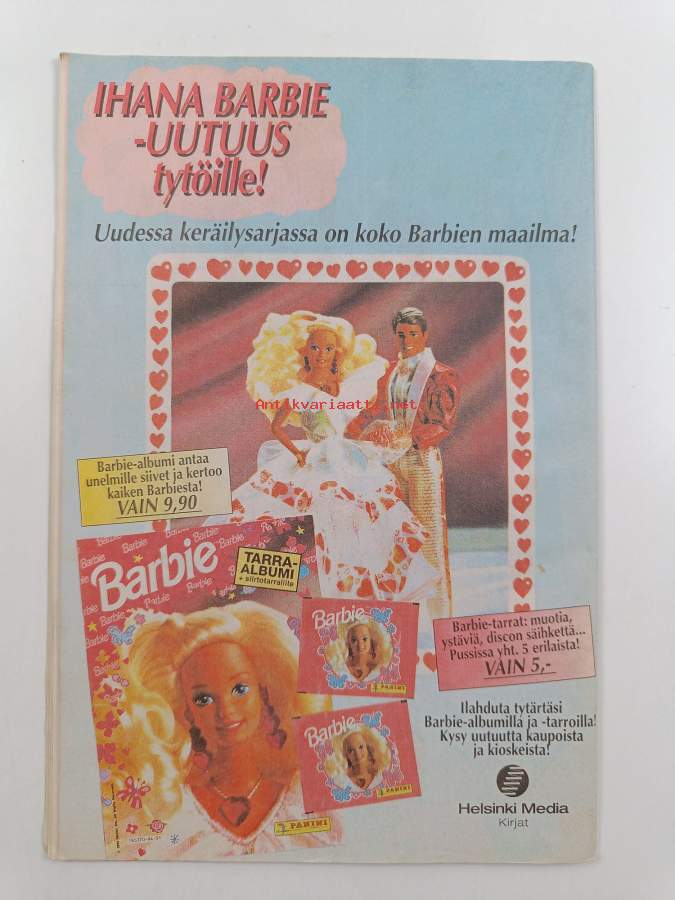 IHANA BARBIE
-UUTUUS
tytöille!
Uudessa keräilysarjassa on koko Barbien maailma!
Antikvariaatti.net
Barbie-albumi antaa
unelmille siivet ja kertoo
kaiken Barbiesta!
VAIN 9,90
Barbie
TARRA-
ALBUMI
+ siirtotarraliite
Barbie
PANINI
Barbie
PANINI
PANINI
Barbie-tarrat: muotia,
ystäviä, discon säihkettä...
Pussissa yht. 5 erilaista!
VAIN 5,-
Ilahduta tytärtäsi
Barbie-albumilla ja -tarroilla!
Kysy uutuutta kaupoista
ja kioskeista!
Helsinki Media
Kirjat